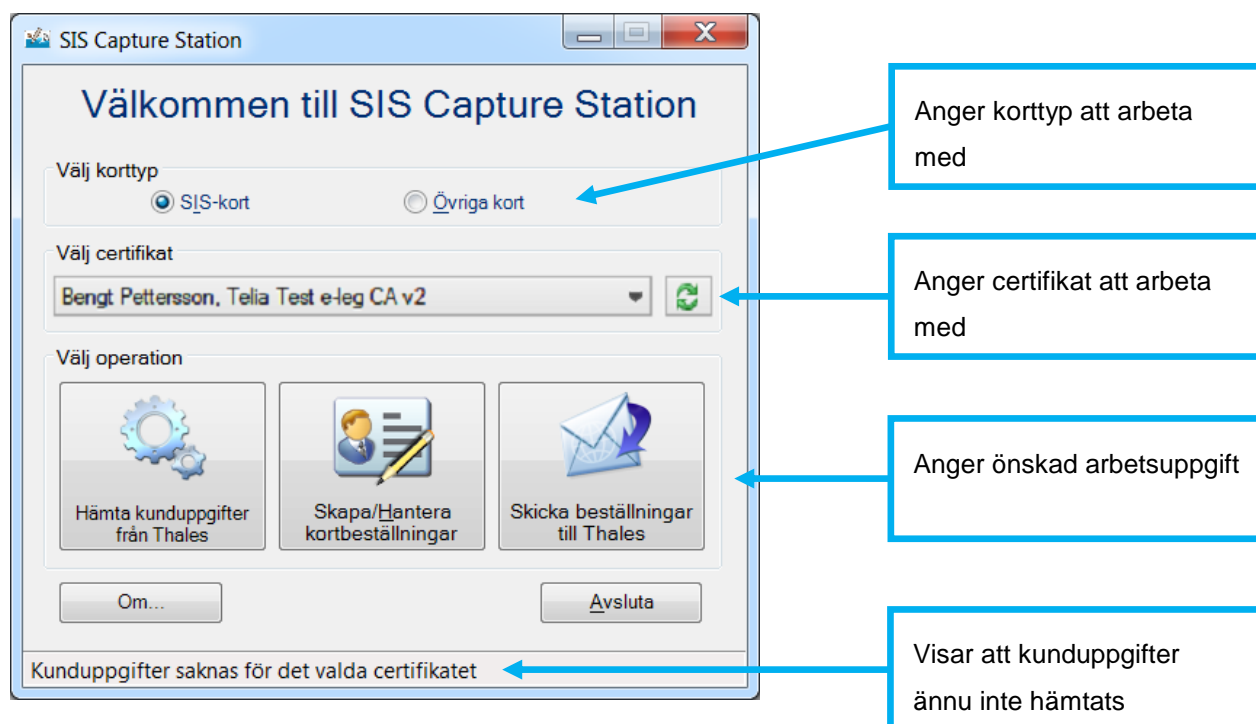 SIS Capture Station
Välkommen till SIS Capture Station
Välj korttyp
SIS-kort
Övriga kort
Välj certifikat
Bengt Pettersson, Telia Test e-leg CA v2
Välj operation
Hämta kunduppgifter
från Thales
Skapa/Hantera
kortbeställningar
Skicka beställningar
till Thales
Om...
Avsluta
Kunduppgifter saknas för det valda certifikatet
Anger korttyp att arbeta
med
Anger certifikat att arbeta
med
Anger önskad arbetsuppgift
Visar att kunduppgifter
ännu inte hämtats